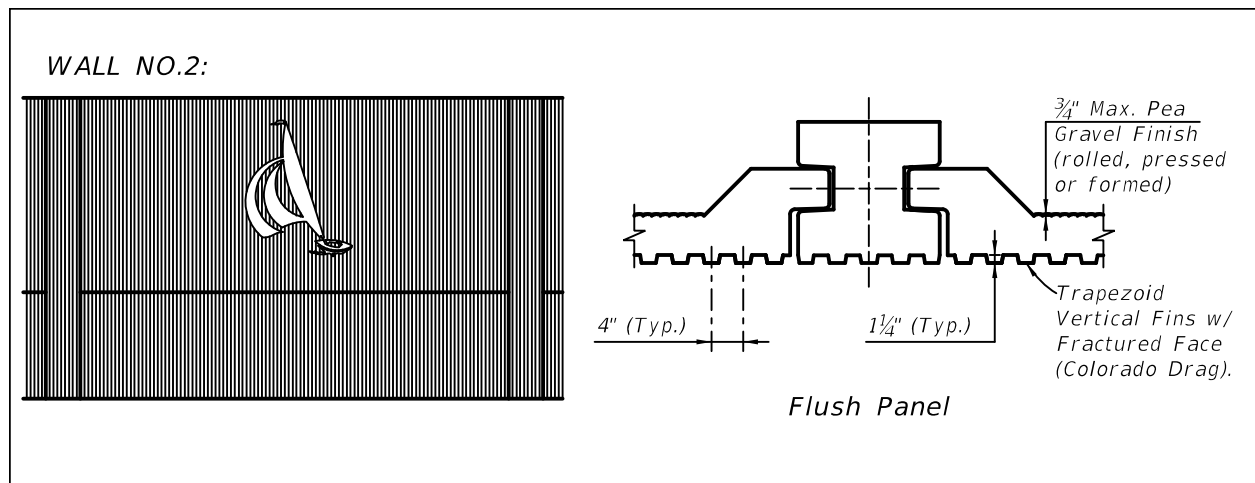 WALL NO.2:
¾" Max. Pea
Gravel Finish
(rolled, pressed
or formed)
4" (Typ.)
1¼" (Typ.)
Trapezoid
Vertical Fins w/
Fractured Face
(Colorado Drag).
Flush Panel